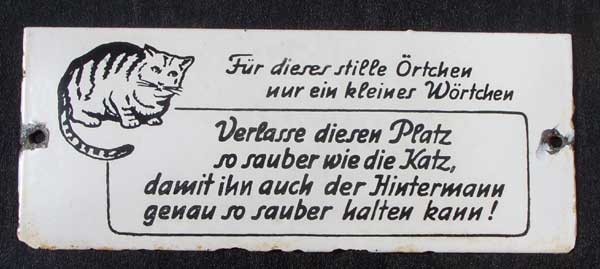 Für dieses stille Örtchen
nur ein kleines Wörtchen
Verlasse diesen Platz
so sauber wie die Katz,
damit ihn auch der Hintermann
genau so sauber halten kann!